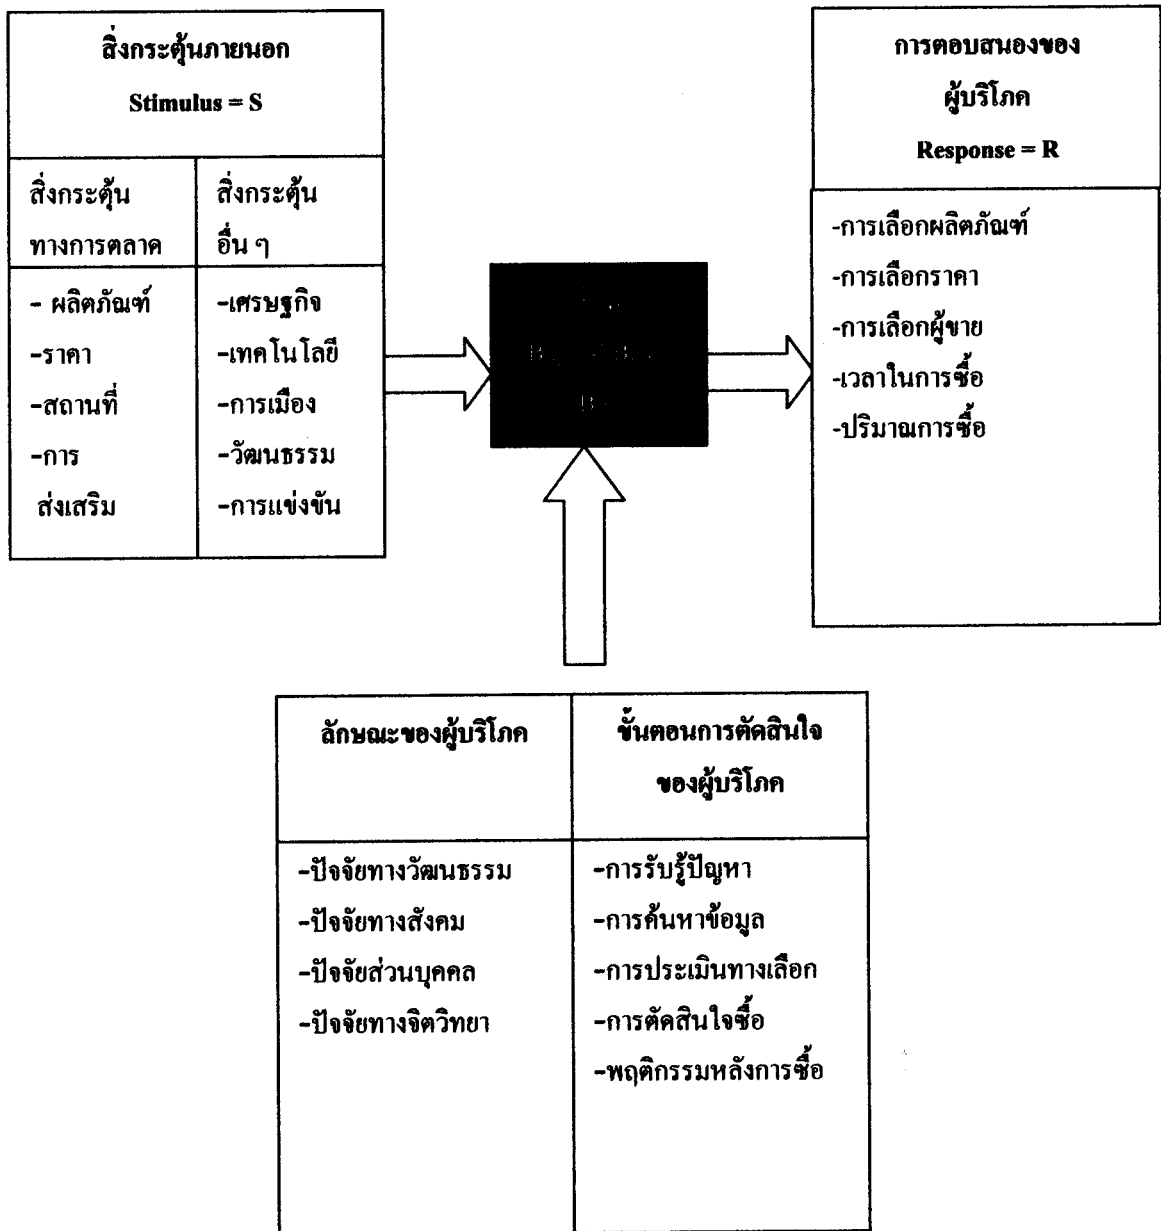 สิ่งกระตุ้นภายนอก
Stimulus = S
สิ่งกระตุ้น
ทางการตลาด
สิ่งกระตุ้น
อื่น ๆ
- ผลิตภัณฑ์
-ราคา
-สถานที่
-การ
ส่งเสริม
-เศรษฐกิจ
-เทคโนโลยี
-การเมือง
-วัฒนธรรม
-การแข่งขัน
การตอบสนองของ
ผู้บริโภค
Response = R
-การเลือกผลิตภัณฑ์
-การเลือกราคา
-การเลือกผู้ขาย
-เวลาในการซื้อ
-ปริมาณการซื้อ
ลักษณะของผู้บริโภค
-ปัจจัยทางวัฒนธรรม
-ปัจจัยทางสังคม
-ปัจจัยส่วนบุคคล
-ปัจจัยทางจิตวิทยา
ขั้นตอนการตัดสินใจ
ของผู้บริโภค
-การรับรู้ปัญหา
-การค้นหาข้อมูล
-การประเมินทางเลือก
-การตัดสินใจซื้อ
-พฤติกรรมหลังการซื้อ